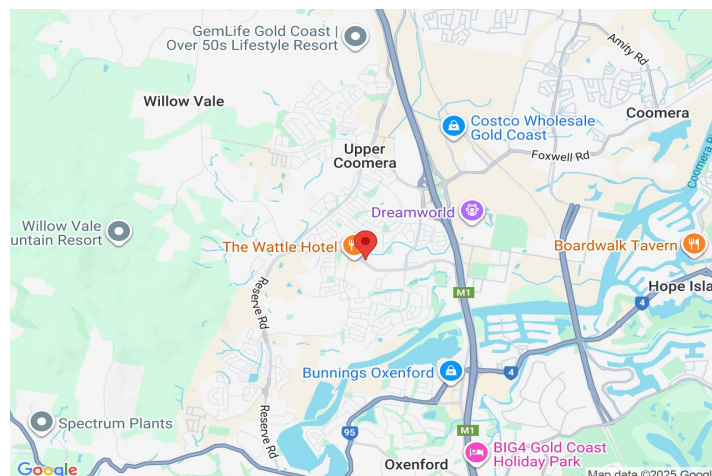 GemLife Gold Coast |
Over 50s Lifestyle Resort
Amity Rd
Willow Vale
Coomera
Costco Wholesale
Gold Coast
Upper
Coomera
Foxwell Rd
Coomera R
Dreamworld
Willow Vale
untain Resort
The Wattle Hotel
Boardwalk Tavern
Reserve Rd
M1
Hope Isla
4
Bunnings Oxenford
4
Spectrum Plants
Reserve Rd
95
M1
BIG4 Gold Coast
Holiday Park
Oxenford
Google
Map data ©2025 Google